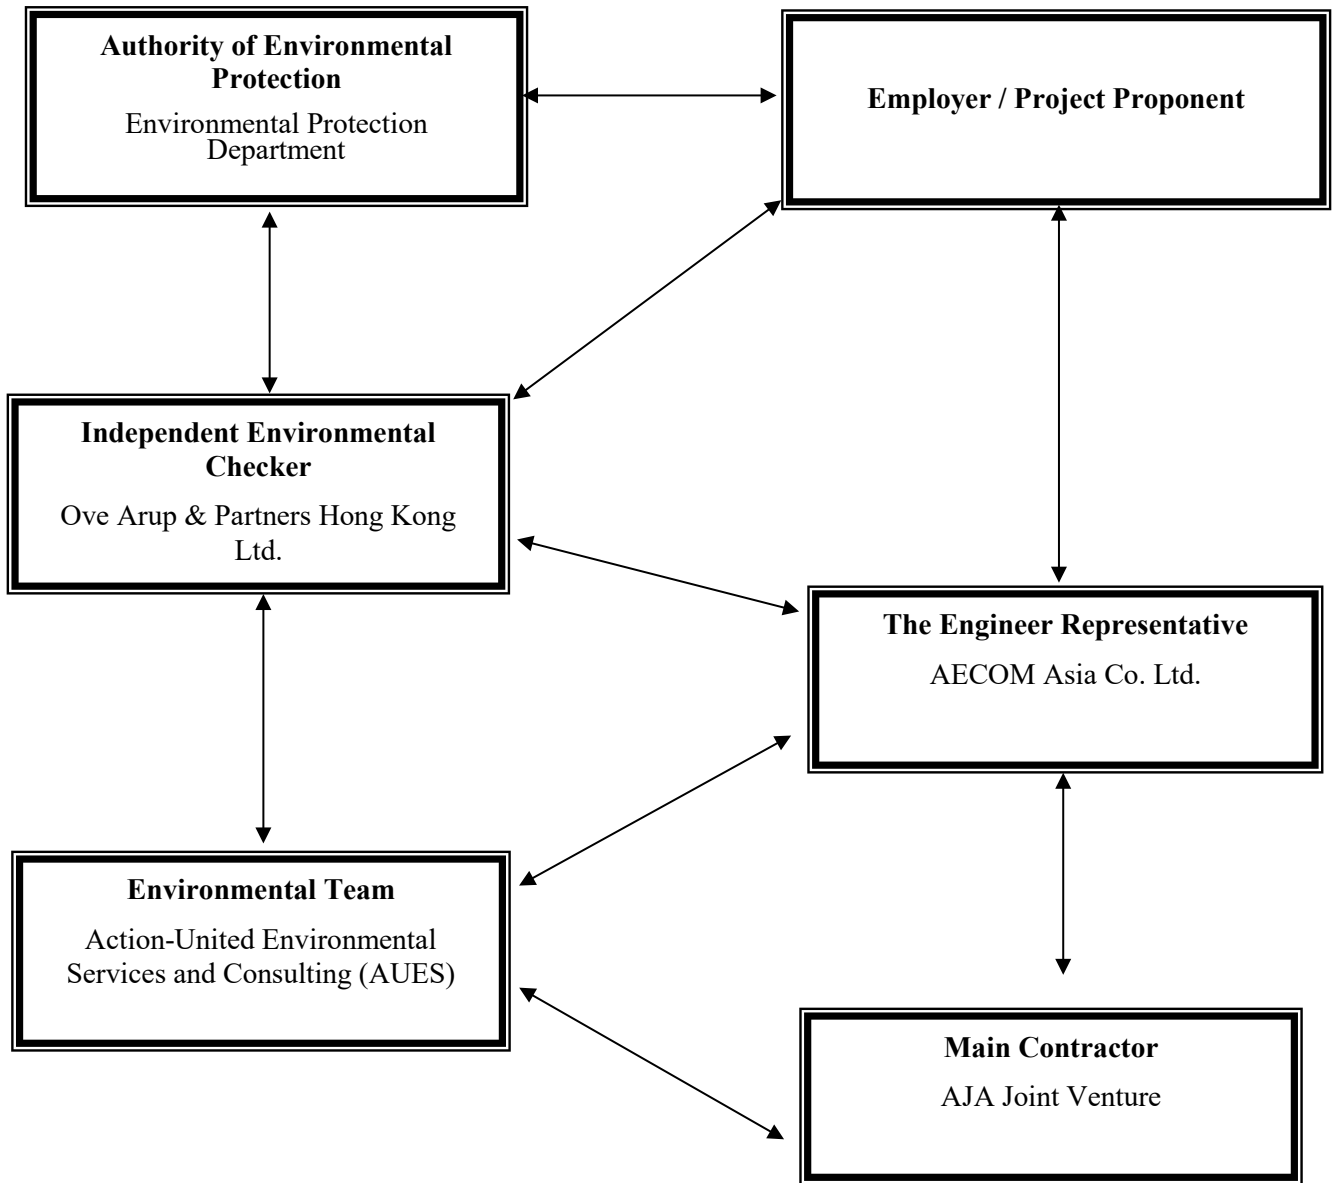 Authority of Environmental
Protection
Environmental Protection
Department
Employer / Project Proponent
Independent Environmental
Checker
Ove Arup & Partners Hong Kong
Ltd.
The Engineer Representative
AECOM Asia Co. Ltd.
Environmental Team
Action-United Environmental
Services and Consulting (AUES)
Main Contractor
AJA Joint Venture